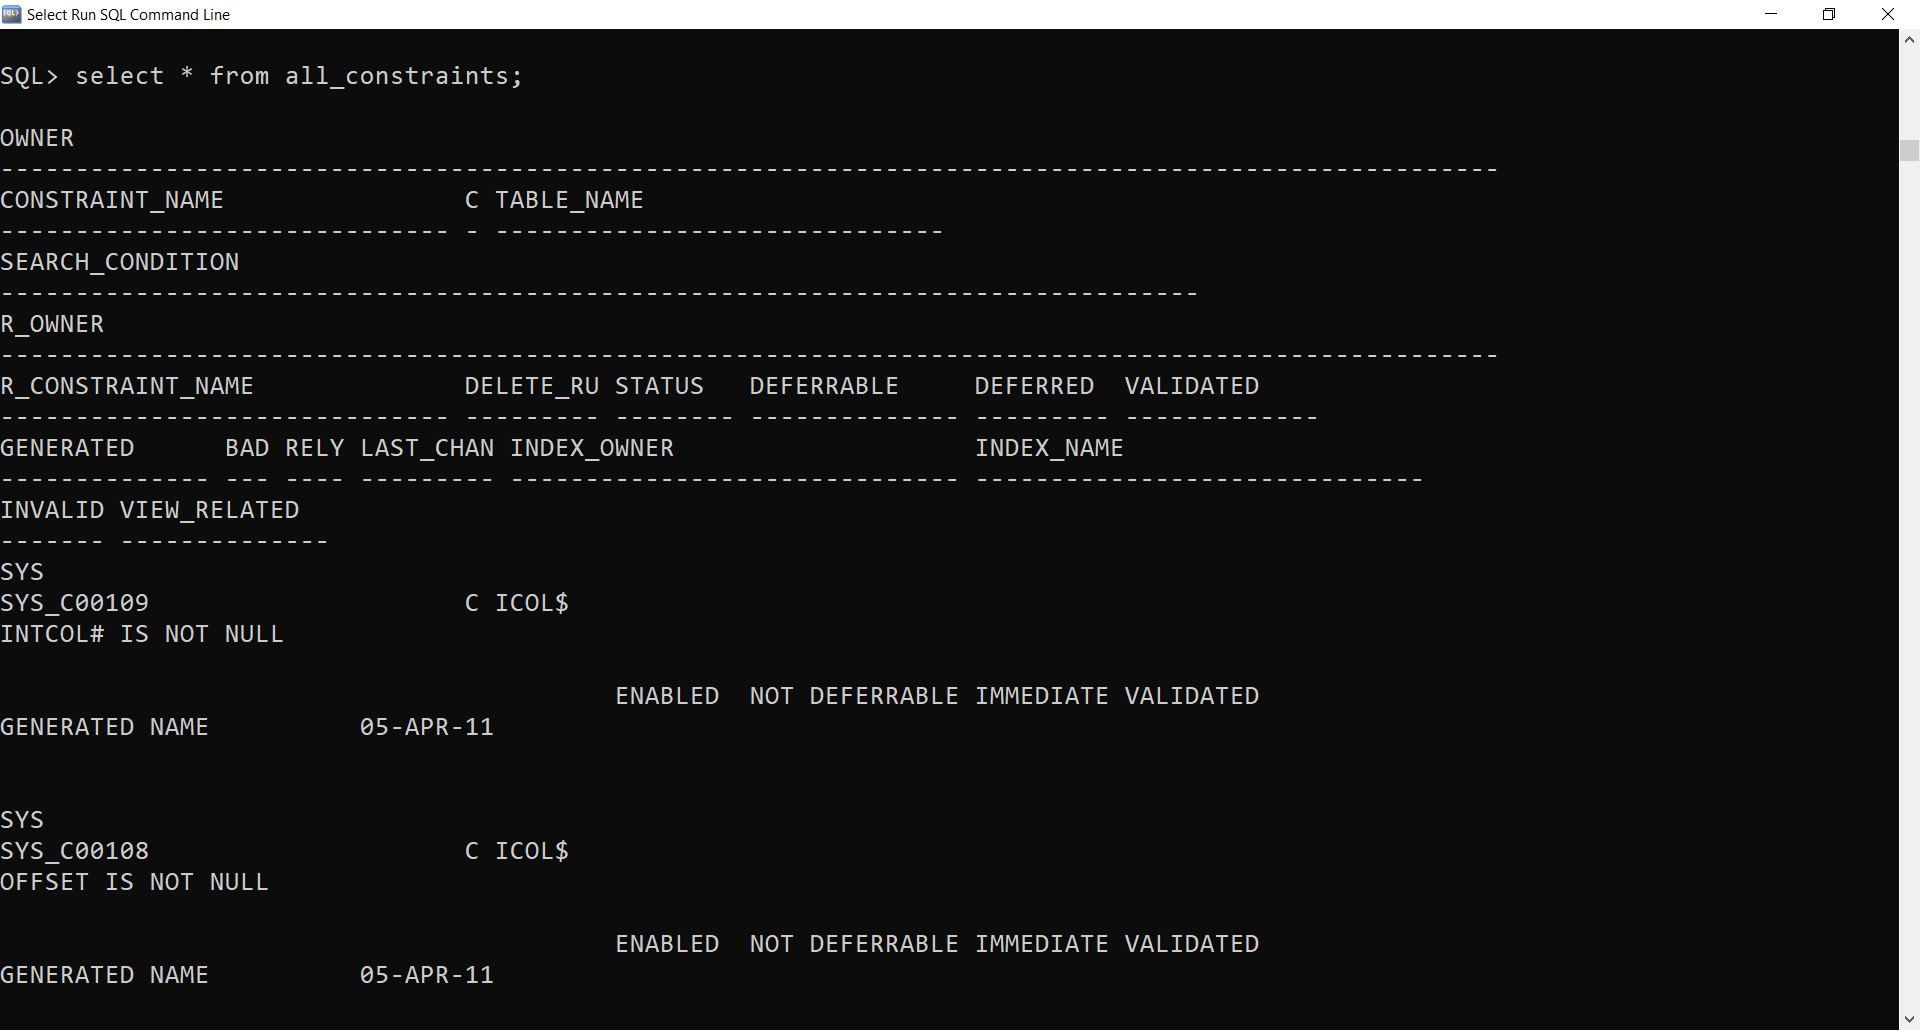 Select Run SQL Command Line
SQL> select * from all_constraints;
OWNER
----------------------------------------------------------------------------------------------------
CONSTRAINT_NAME                C TABLE_NAME
------------------------------ - ------------------------------
SEARCH_CONDITION
--------------------------------------------------------------------------------
R_OWNER
----------------------------------------------------------------------------------------------------
R_CONSTRAINT_NAME              DELETE_RU STATUS   DEFERRABLE     DEFERRED  VALIDATED
------------------------------ --------- -------- -------------- --------- -------------
GENERATED      BAD RELY LAST_CHAN INDEX_OWNER                    INDEX_NAME
-------------- --- ---- --------- ------------------------------ ------------------------------
INVALID VIEW_RELATED
------- --------------
SYS
SYS_C00109                     C ICOL$
INTCOL# IS NOT NULL
                                         ENABLED  NOT DEFERRABLE IMMEDIATE VALIDATED
GENERATED NAME          05-APR-11
SYS
SYS_C00108                     C ICOL$
OFFSET IS NOT NULL
                                         ENABLED  NOT DEFERRABLE IMMEDIATE VALIDATED
GENERATED NAME          05-APR-11